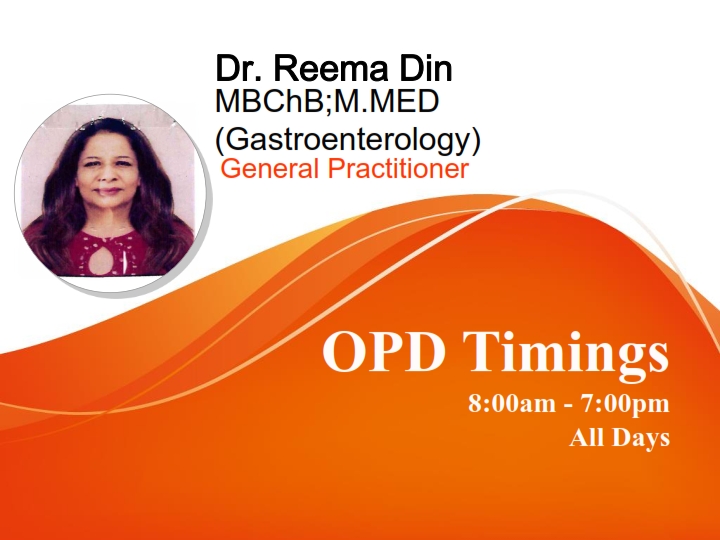 Dr. Reema Din
MBChB;M.MED
(Gastroenterology)
General Practitioner
OPD Timings
8:00am - 7:00pm
All Days